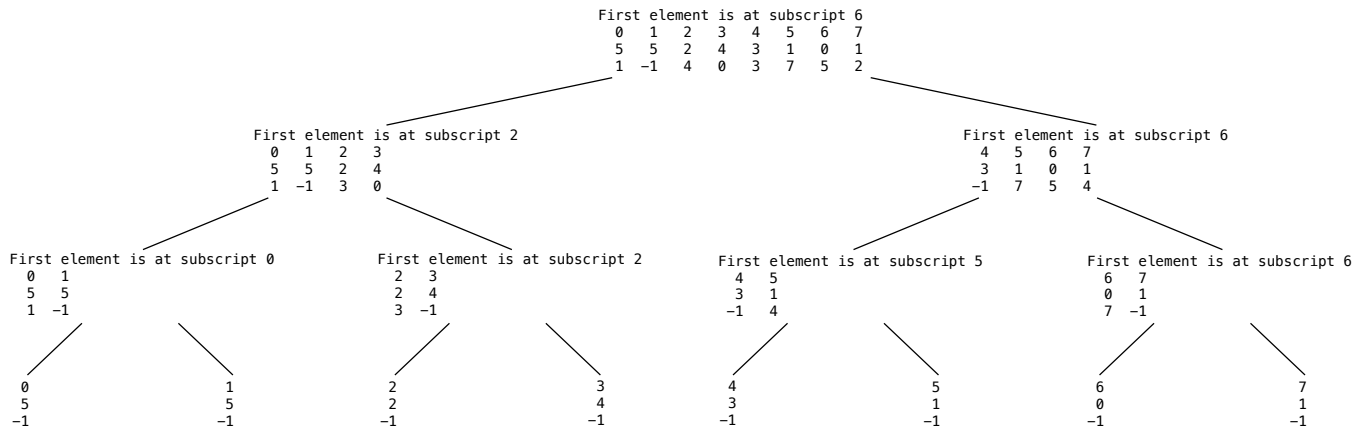 First element is at subscript 6
0 1 2 3 4 5 6 7
5 5 2 4 3 1 0 1
1 −1 4 0 3 7 5 2
First element is at subscript 2
0 1 2 3
5 5 2 4
1 −1 3 0
First element is at subscript 6
4 5 6 7
3 1 0 1
−1 7 5 4
First element is at subscript 0
0 1
5 5
1 −1
First element is at subscript 2
2 3
2 4
3 −1
First element is at subscript 5
4 5
3 1
−1 4
First element is at subscript 6
6 7
0 1
7 −1
0
5
−1
1
5
−1
2
2
−1
3
4
−1
4
3
−1
5
1
−1
6
0
−1
7
1
−1